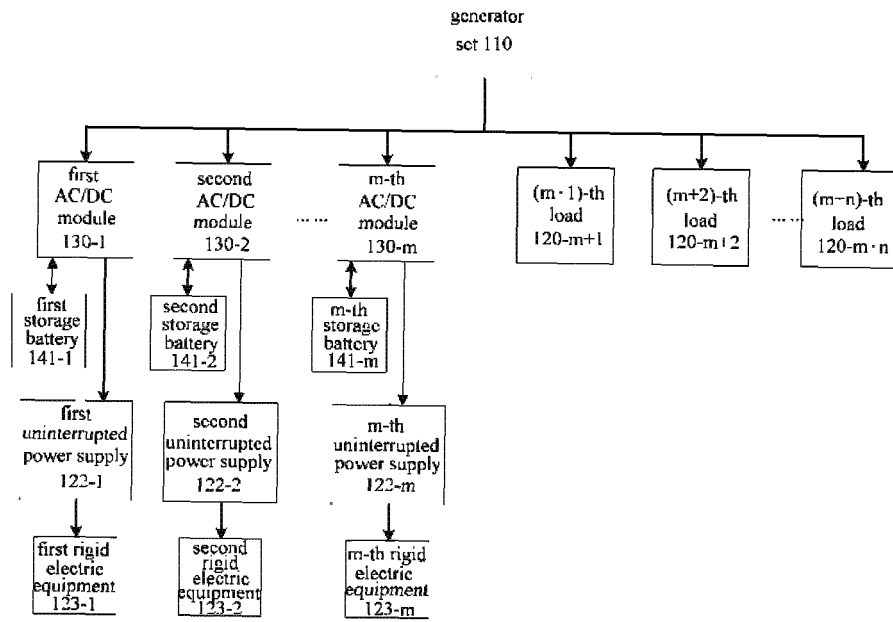 generator
set 110
first
AC/DC
module
130-1
second
AC/DC
module
130-2
......
m-th
AC/DC
module
130-m
(m+1)-th
load
120-m+1
(m+2)-th
load
120-m+2
......
(m+n)-th
load
120-m+n
first
storage
battery
141-1
second
storage
battery
141-2
m-th
storage
battery
141-m
first
uninterrupted
power supply
122-1
second
uninterrupted
power supply
122-2
m-th
uninterrupted
power supply
122-m
first rigid
electric
equipment
123-1
second
rigid
electric
equipment
123-2
m-th rigid
electric
equipment
123-m